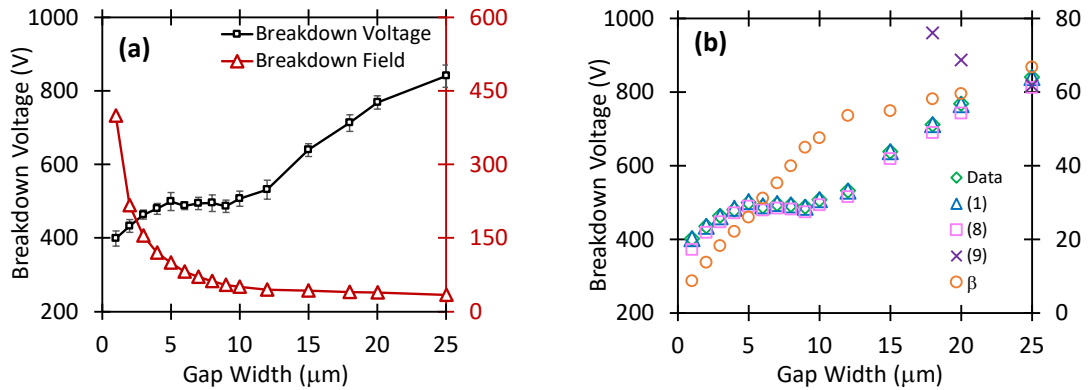 (a)
Breakdown Voltage
Breakdown Field
Breakdown Voltage (V)
1000
800
600
400
200
600
450
300
150
0
0 5 10 15 20 25
Gap Width (μm)
(b)
Data
(1)
(8)
(9)
β
Breakdown Voltage (V)
1000
800
600
400
200
80
60
40
20
0
0 5 10 15 20 25
Gap Width (μm)